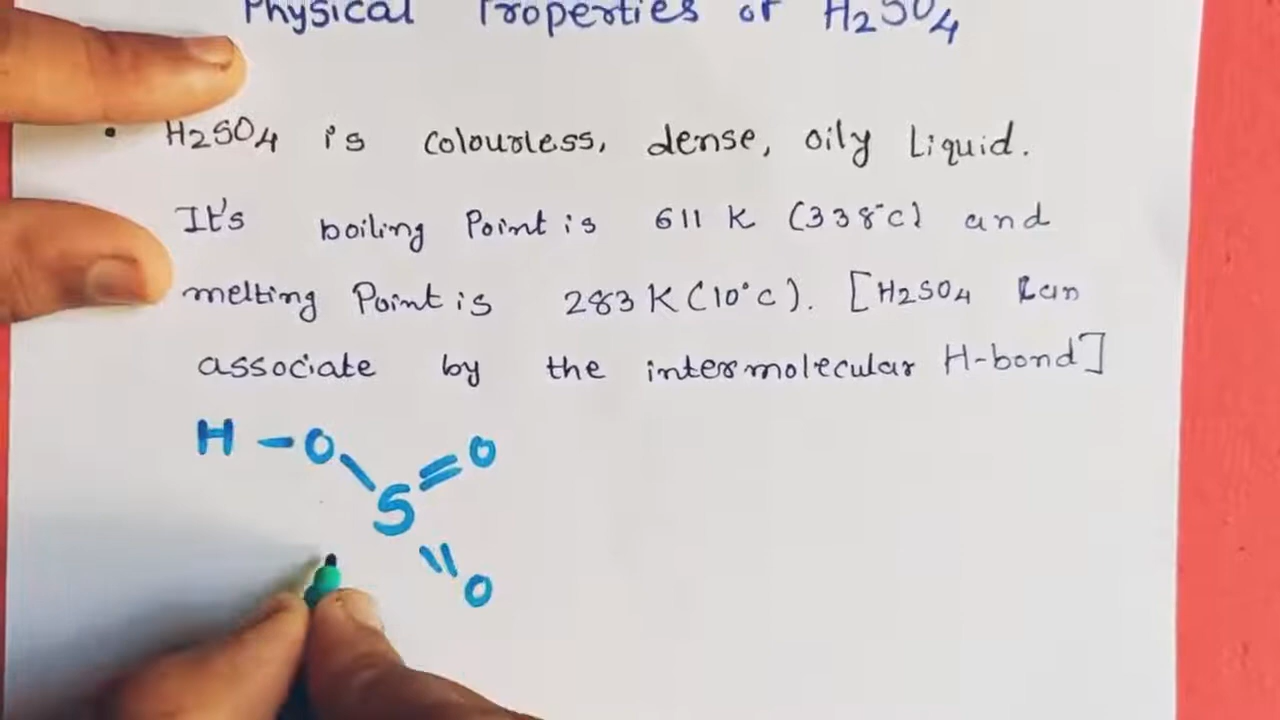 Physical Properties of H2SO4
• H2SO4 is colourless, dense, oily Liquid.
It's boiling Point is 611 K (338°c) and
melting Point is 283 K (10°c). [H2SO4 can
associate by the intermolecular H-bond]
H - O
S = O
= O